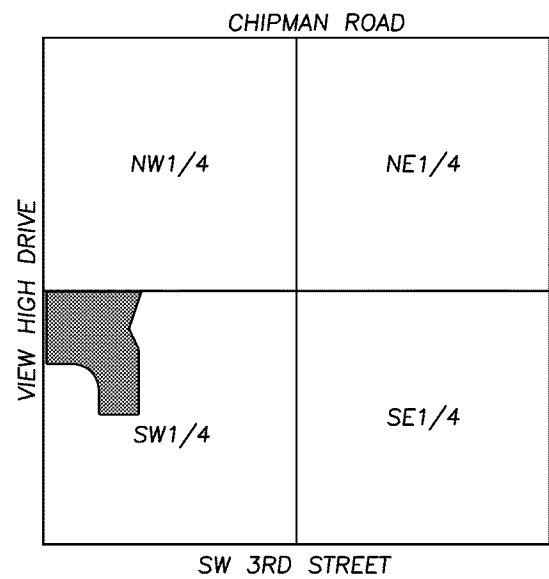 CHIPMAN ROAD
NW1/4
NE1/4
VIEW HIGH DRIVE
SW1/4
SE1/4
SW 3RD STREET